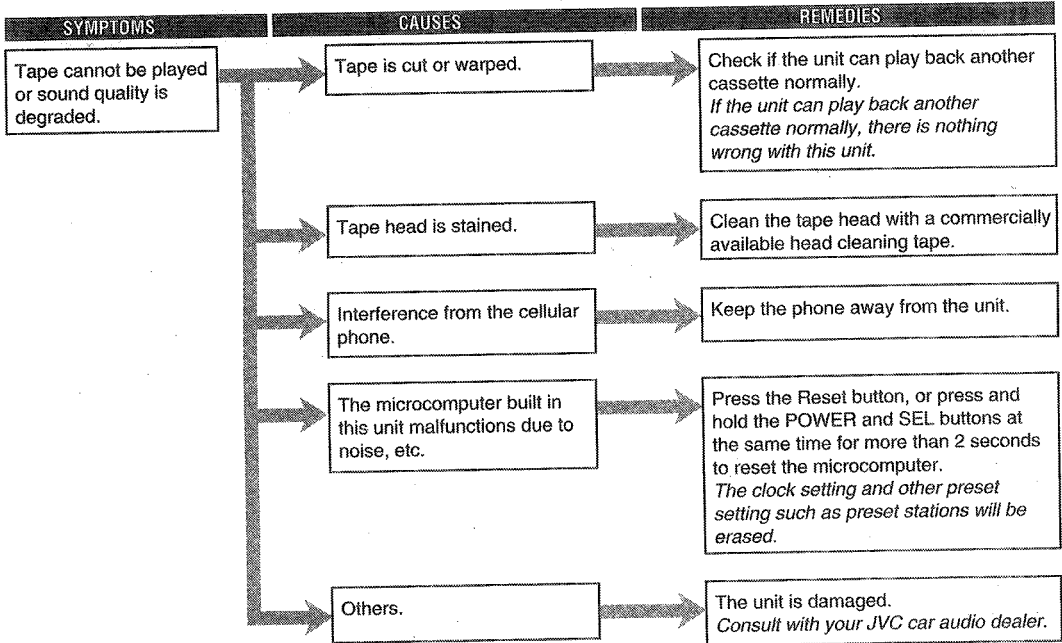 SYMPTOMS
CAUSES
REMEDIES
Tape cannot be played
or sound quality is
degraded.
Tape is cut or warped.
Check if the unit can play back another
cassette normally.
If the unit can play back another
cassette normally, there is nothing
wrong with this unit.
Tape head is stained.
Clean the tape head with a commercially
available head cleaning tape.
Interference from the cellular
phone.
Keep the phone away from the unit.
The microcomputer built in
this unit malfunctions due to
noise, etc.
Press the Reset button, or press and
hold the POWER and SEL buttons at
the same time for more than 2 seconds
to reset the microcomputer.
The clock setting and other preset
setting such as preset stations will be
erased.
Others.
The unit is damaged.
Consult with your JVC car audio dealer.